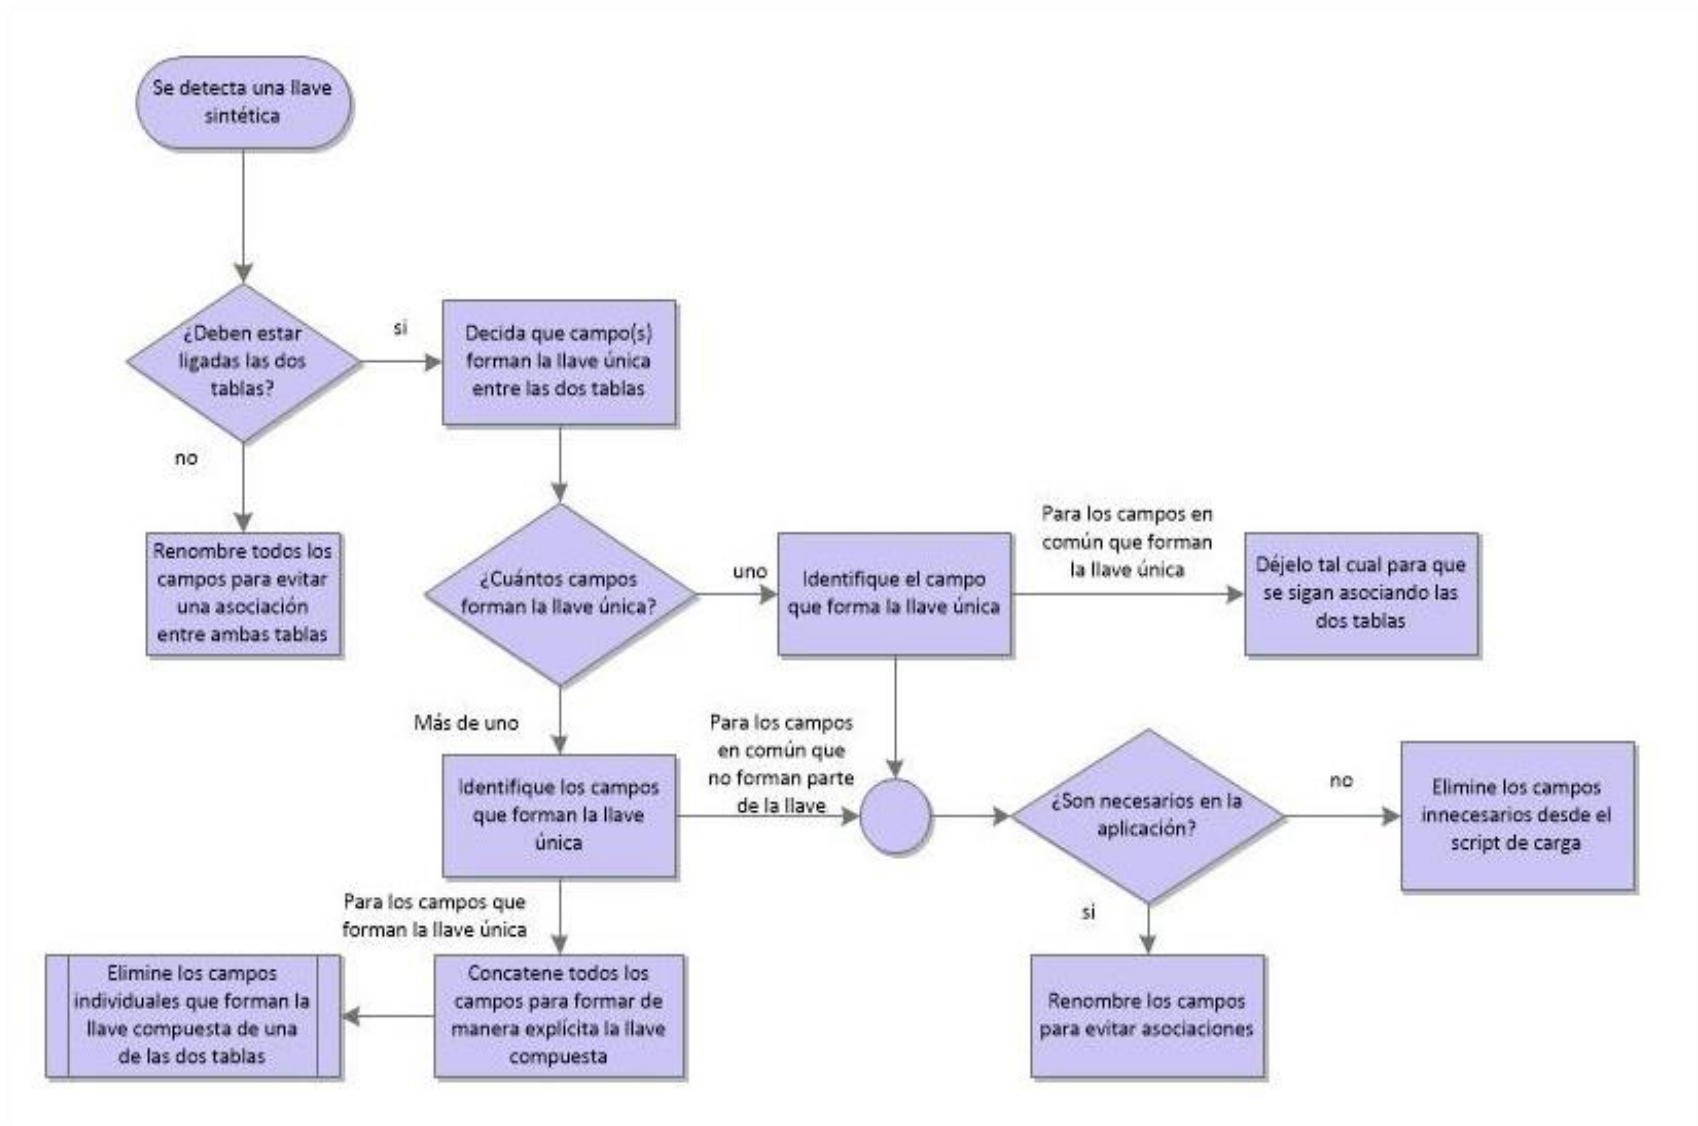 Se detecta una llave
sintética
¿Deben estar
ligadas las dos
tablas?
si
Decida que campo(s)
forman la llave única
entre las dos tablas
no
Renombre todos los
campos para evitar
una asociación
entre ambas tablas
¿Cuántos campos
forman la llave única?
uno
Identifique el campo
que forma la llave única
Para los campos en
común que forman
la llave única
Déjelo tal cual para que
se sigan asociando las
dos tablas
Más de uno
Identifique los campos
que forman la llave
única
Para los campos
en común que
no forman parte
de la llave
¿Son necesarios en la
aplicación?
no
Elimine los campos
innecesarios desde el
script de carga
si
Renombre los campos
para evitar asociaciones
Para los campos que
forman la llave única
Concatene todos los
campos para formar de
manera explícita la llave
compuesta
Elimine los campos
individuales que forman la
llave compuesta de una
de las dos tablas